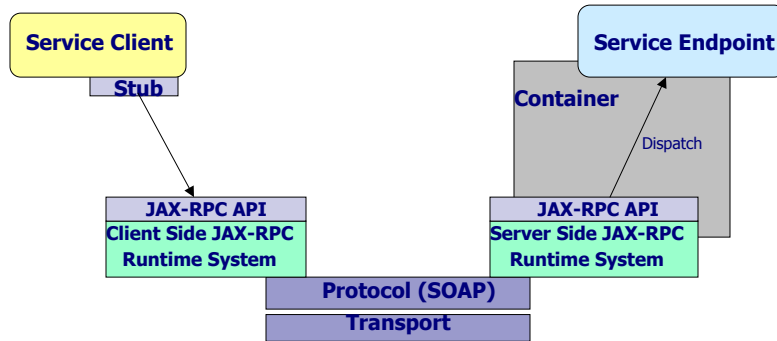 Service Client
Service Endpoint
Stub
Container
Dispatch
JAX-RPC API
JAX-RPC API
Client Side JAX-RPC
Runtime System
Server Side JAX-RPC
Runtime System
Protocol (SOAP)
Transport